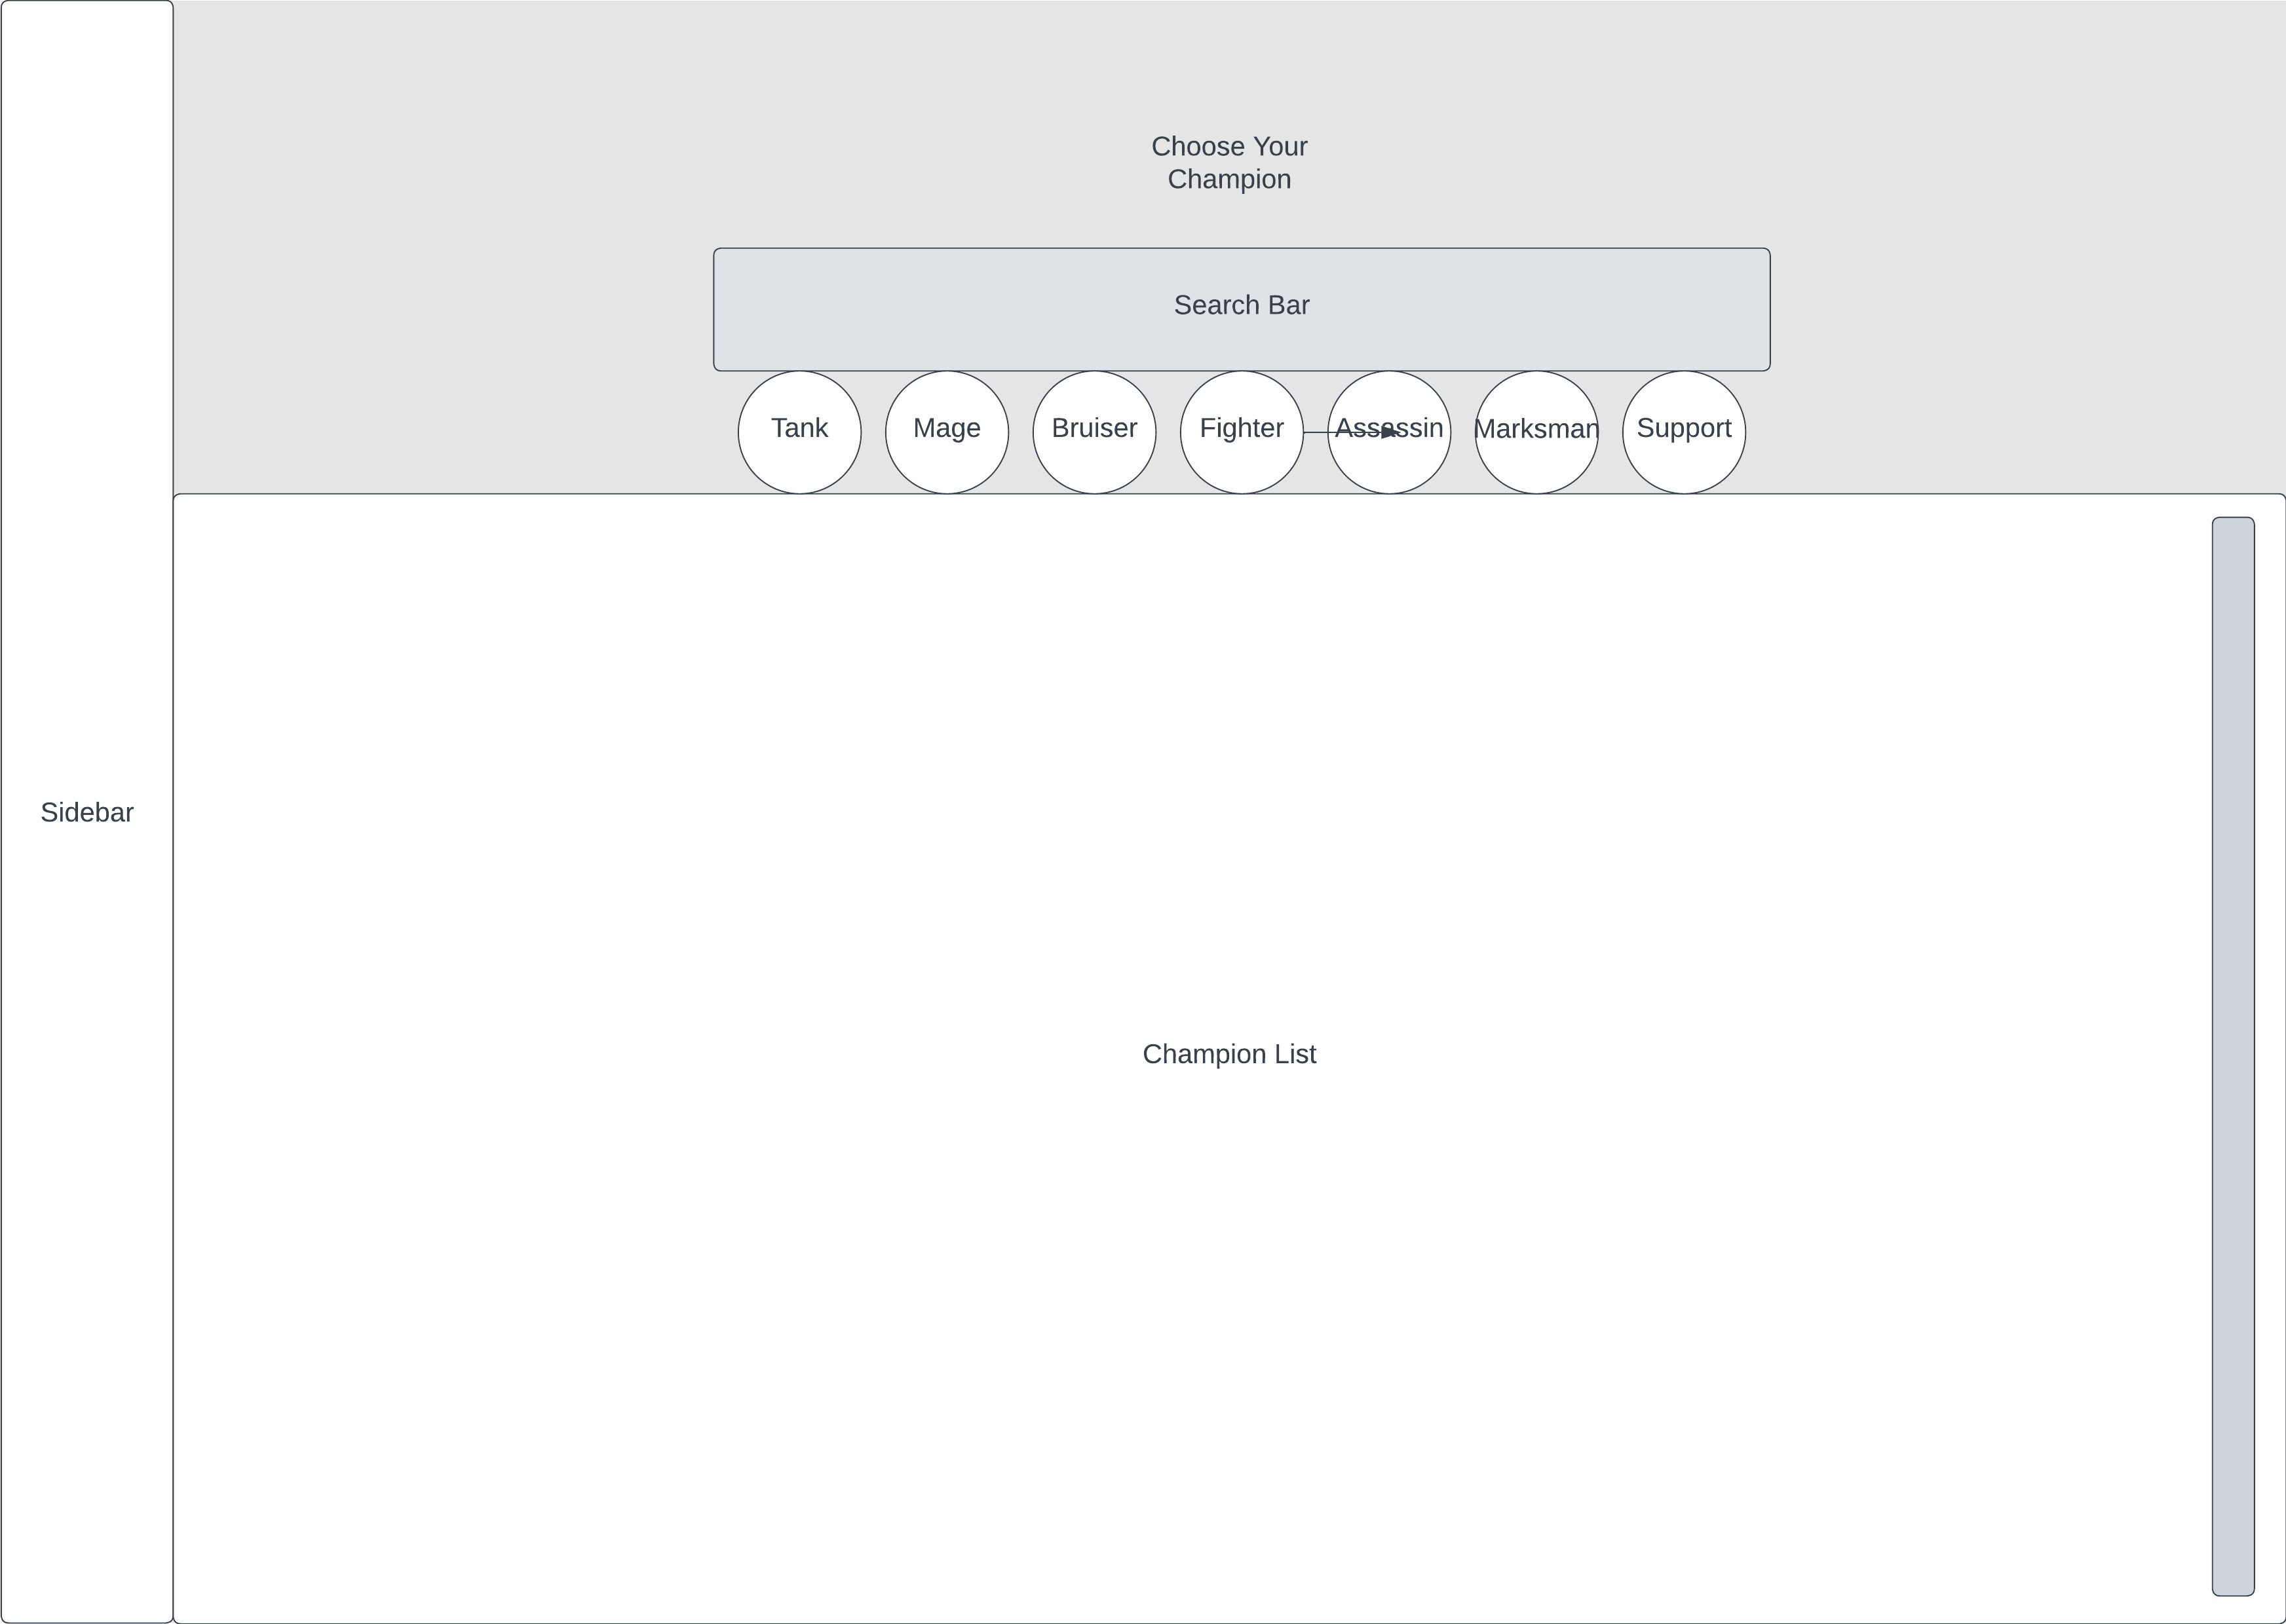 Choose Your
Champion
Search Bar
Tank Mage Bruiser Fighter Assassin Marksman Support
Sidebar
Champion List